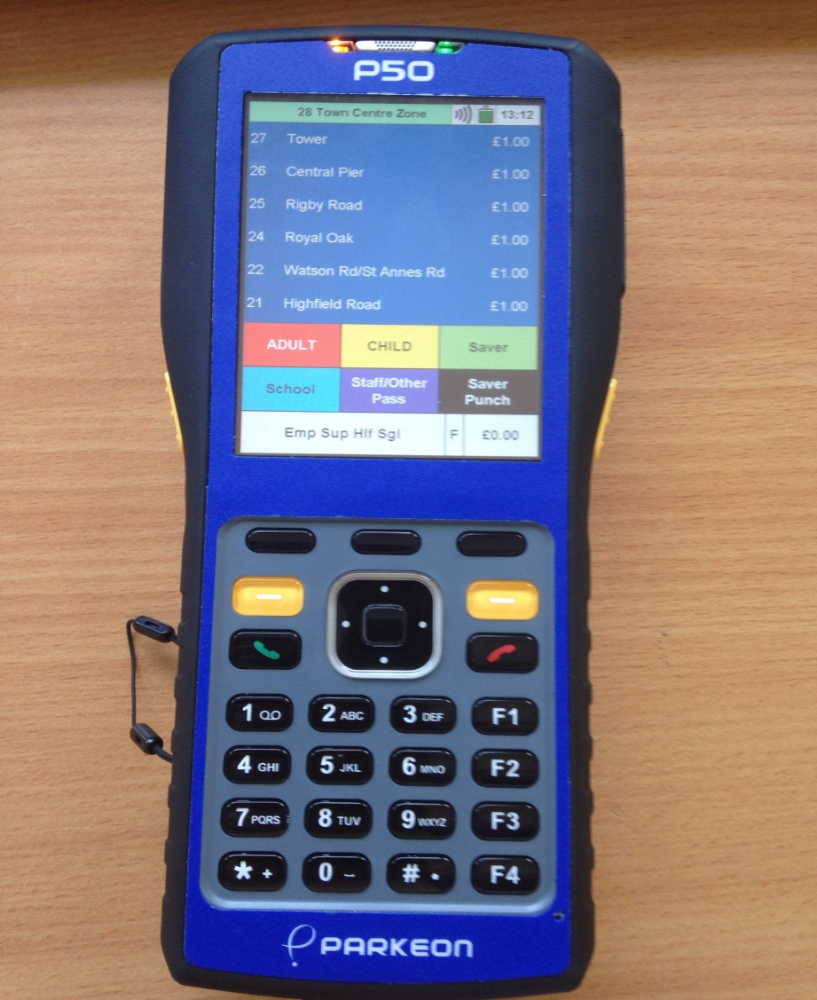 P50
28 Town Centre Zone 13:12
27 Tower £1.00
26 Central Pier £1.00
25 Rigby Road £1.00
24 Royal Oak £1.00
22 Watson Rd/St Annes Rd £1.00
21 Highfield Road £1.00
ADULT CHILD Saver
School Staff/Other Pass Saver Punch
Emp Sup Hlf Sgl F £0.00
1 2 ABC 3 DEF F1
4 GHI 5 JKL 6 MNO F2
7 PQRS 8 TUV 9 WXYZ F3
* + 0 # F4
PARKEON